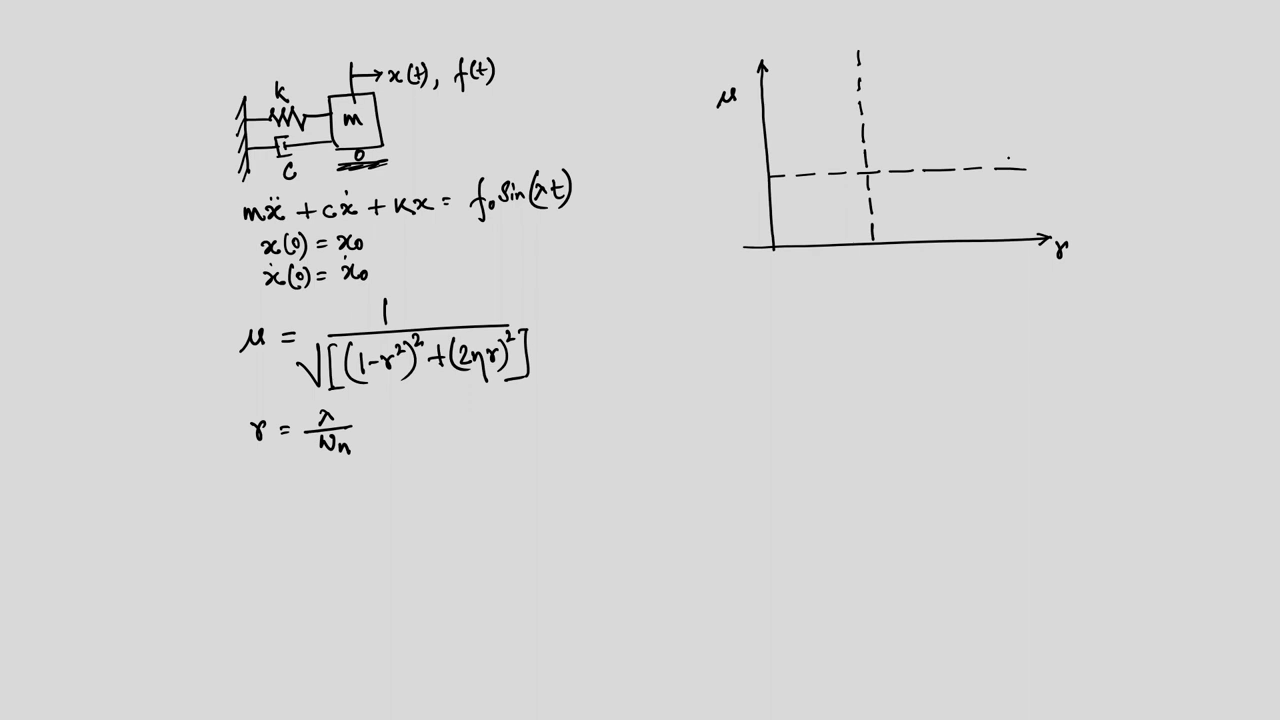 x(t), f(t)
k
m
c
mẍ + cẋ + kx = f₀ sin(λt)
x(0) = x₀
ẋ(0) = ẋ₀
μ = 1 / √[(1-r²)² + (2ηr)²]
r = λ / ωₙ
μ
r